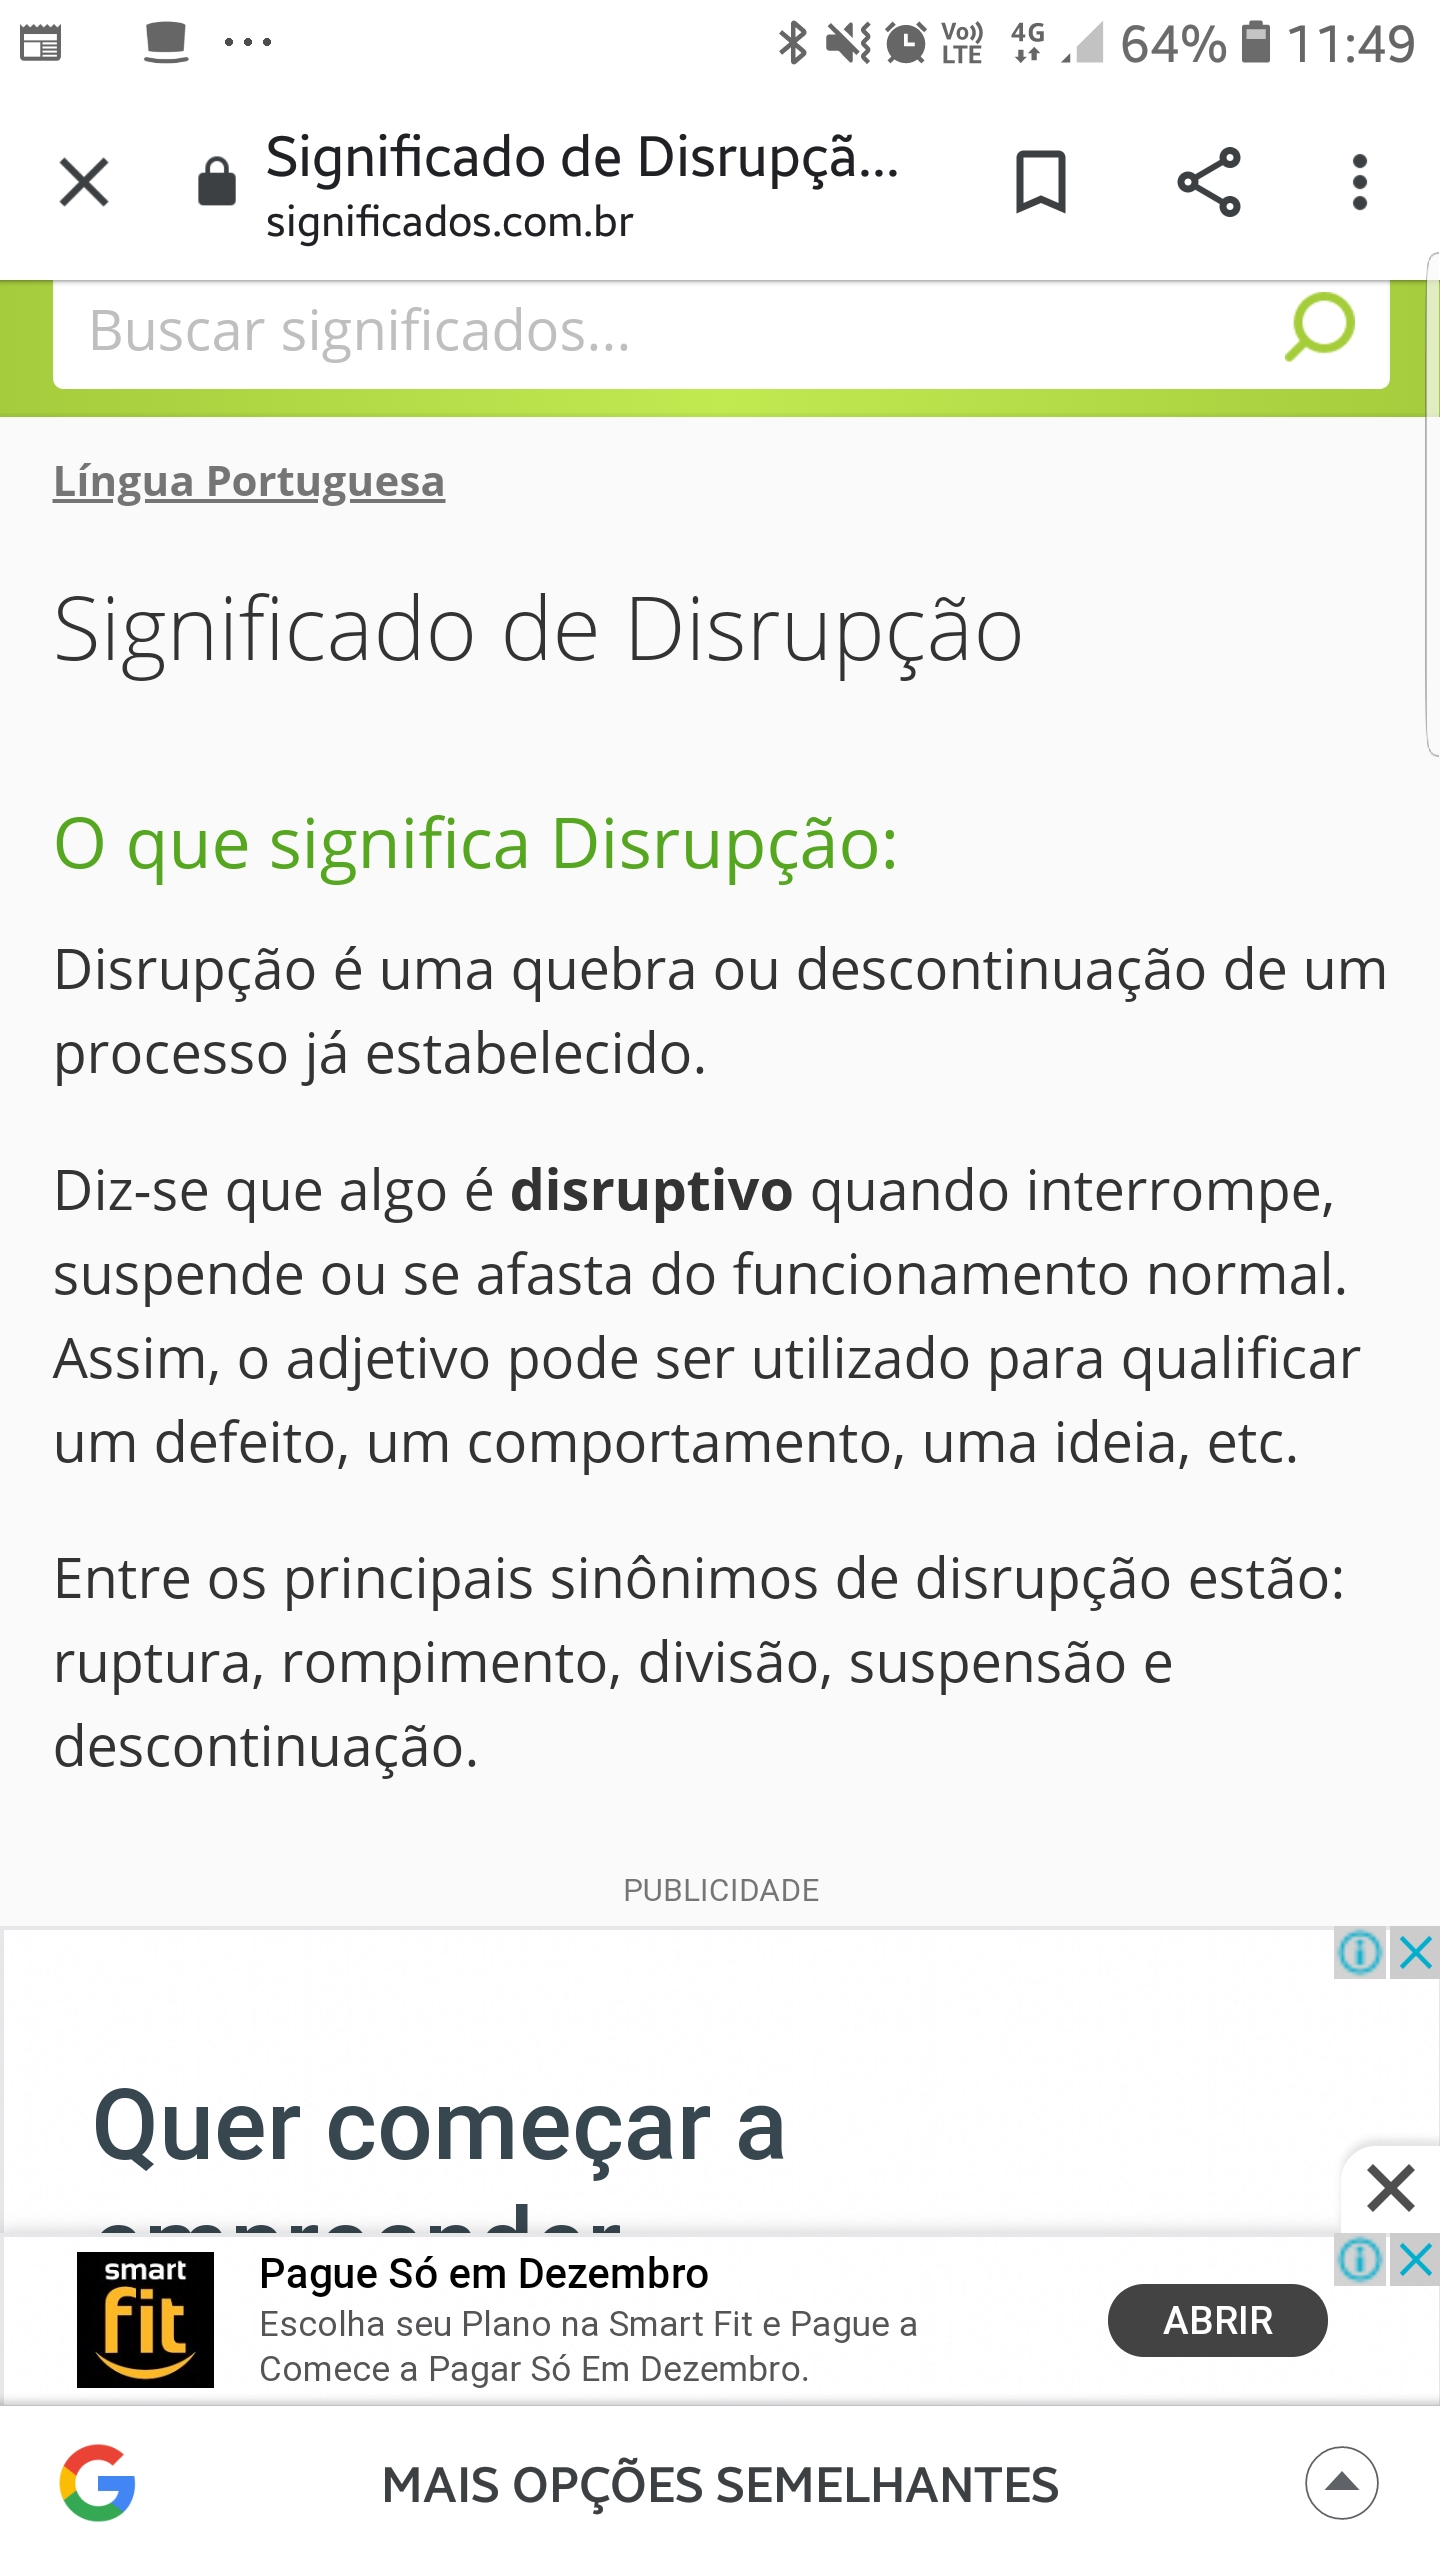 Vo)) 4G 64% 11:49
LTE
Significado de Disrupçã...
significados.com.br
Buscar significados...
Língua Portuguesa
Significado de Disrupção
O que significa Disrupção:
Disrupção é uma quebra ou descontinuação de um
processo já estabelecido.
Diz-se que algo é disruptivo quando interrompe,
suspende ou se afasta do funcionamento normal.
Assim, o adjetivo pode ser utilizado para qualificar
um defeito, um comportamento, uma ideia, etc.
Entre os principais sinônimos de disrupção estão:
ruptura, rompimento, divisão, suspensão e
descontinuação.
PUBLICIDADE
Quer começar a
empreender
smart
fit
Pague Só em Dezembro
Escolha seu Plano na Smart Fit e Pague a
Comece a Pagar Só Em Dezembro.
ABRIR
MAIS OPÇÕES SEMELHANTES